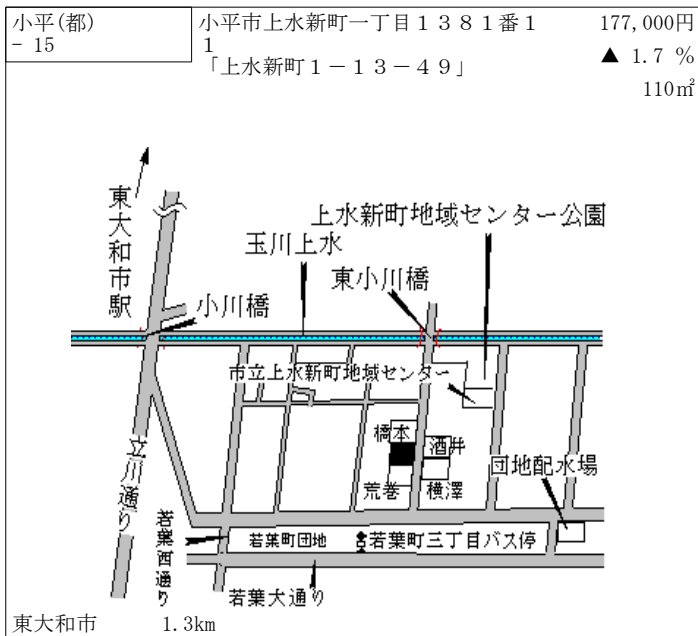 小平(都)
- 15
小平市上水新町一丁目１３８１番１
１
「上水新町１－１３－４９」
177,000円
▲ 1.7 %
110㎡
東大和市駅
上水新町地域センター公園
玉川上水
東小川橋
小川橋
市立上水新町地域センター
橋本
酒井
団地配水場
荒巻
横澤
立川通り
若葉西通り
若葉町団地
若葉町三丁目バス停
若葉大通り
東大和市
1.3km